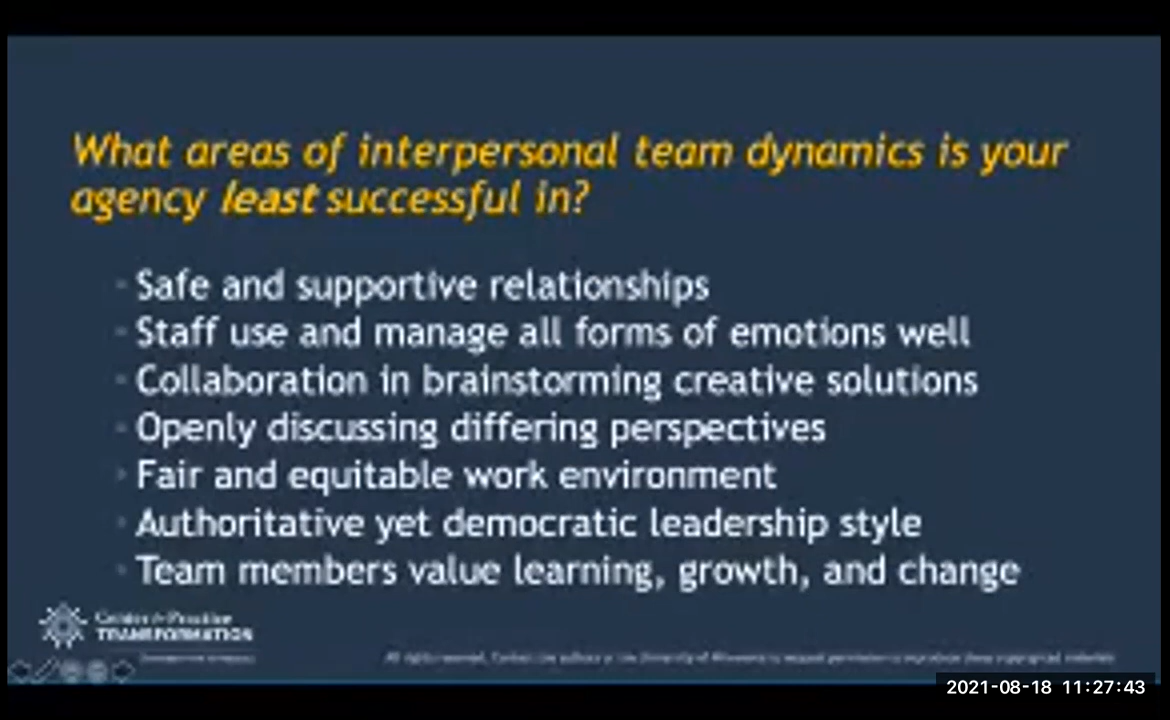 What areas of interpersonal team dynamics is your
agency least successful in?
Safe and supportive relationships
Staff use and manage all forms of emotions well
Collaboration in brainstorming creative solutions
Openly discussing differing perspectives
Fair and equitable work environment
Authoritative yet democratic leadership style
Team members value learning, growth, and change
Center for Practice
TRANSFORMATION
All rights reserved.
2021-08-18 11:27:43